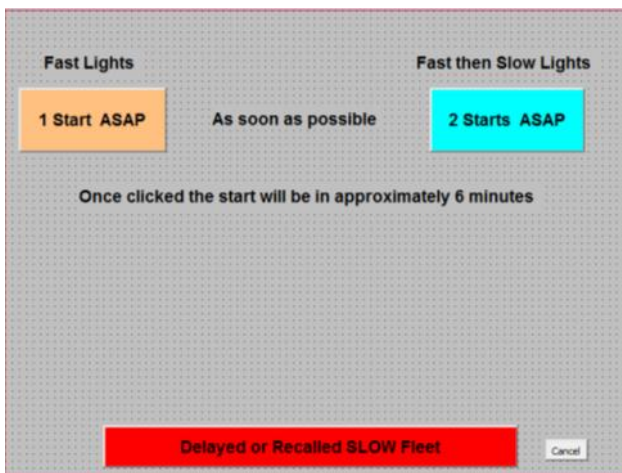 Fast Lights
Fast then Slow Lights
1 Start ASAP
As soon as possible
2 Starts ASAP
Once clicked the start will be in approximately 6 minutes
Delayed or Recalled SLOW Fleet
Cancel